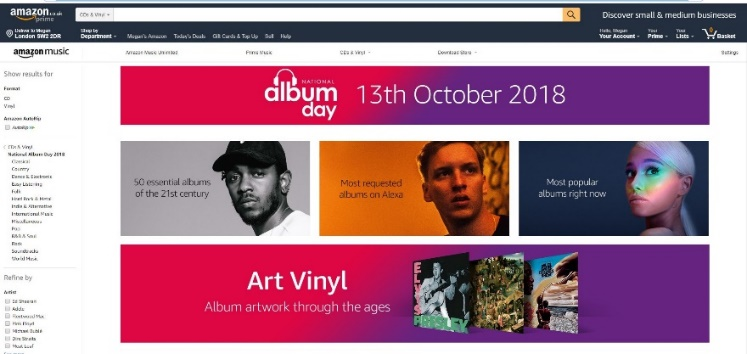 amazon.co.uk
prime
CDs & Vinyl
Discover small & medium businesses
Deliver to Megan
London SW2 2DR
Shop by
Department
Megan's Amazon Today's Deals Gift Cards & Top Up Sell Help
Hello, Megan
Your Account
Your
Prime
Your
Lists
0
Basket
amazon music
Amazon Music Unlimited
Prime Music
CDs & Vinyl
Download Store
Settings
Show results for
Format
CD
Vinyl
Amazon AutoRip
AutoRip
CDs & Vinyl
National Album Day 2018
Classical
Country
Dance & Electronic
Easy Listening
Folk
Hard Rock & Metal
Indie & Alternative
International Music
Miscellaneous
Pop
R&B & Soul
Rock
Soundtracks
World Music
Refine by
Artist
Ed Sheeran
Adele
Fleetwood Mac
Pink Floyd
Michael Bublé
Dire Straits
Meat Loaf
NATIONAL
album
day
13th October 2018
50 essential albums
of the 21st century
Most requested
albums on Alexa
Most popular
albums right now
Art Vinyl
Album artwork through the ages
ELVIS
PRESLEY